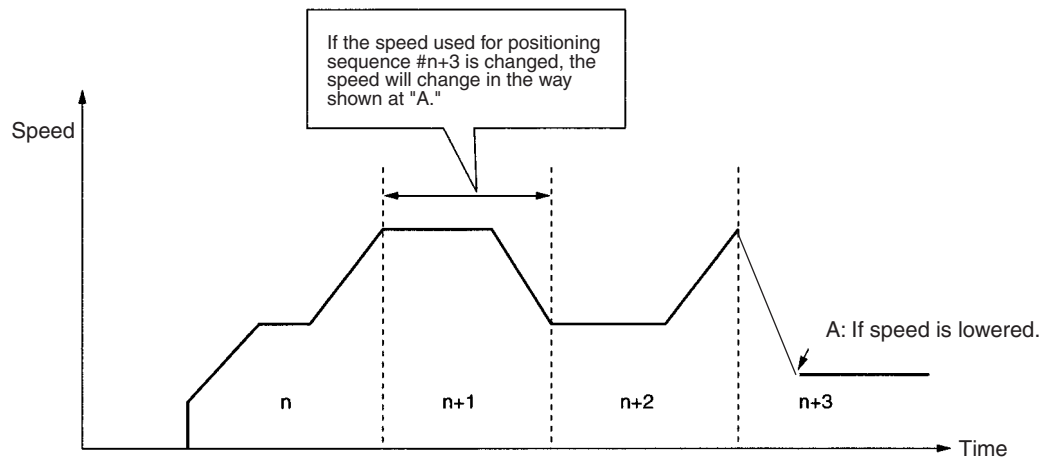 If the speed used for positioning
sequence #n+3 is changed, the
speed will change in the way
shown at "A."
Speed
A: If speed is lowered.
n
n+1
n+2
n+3
Time